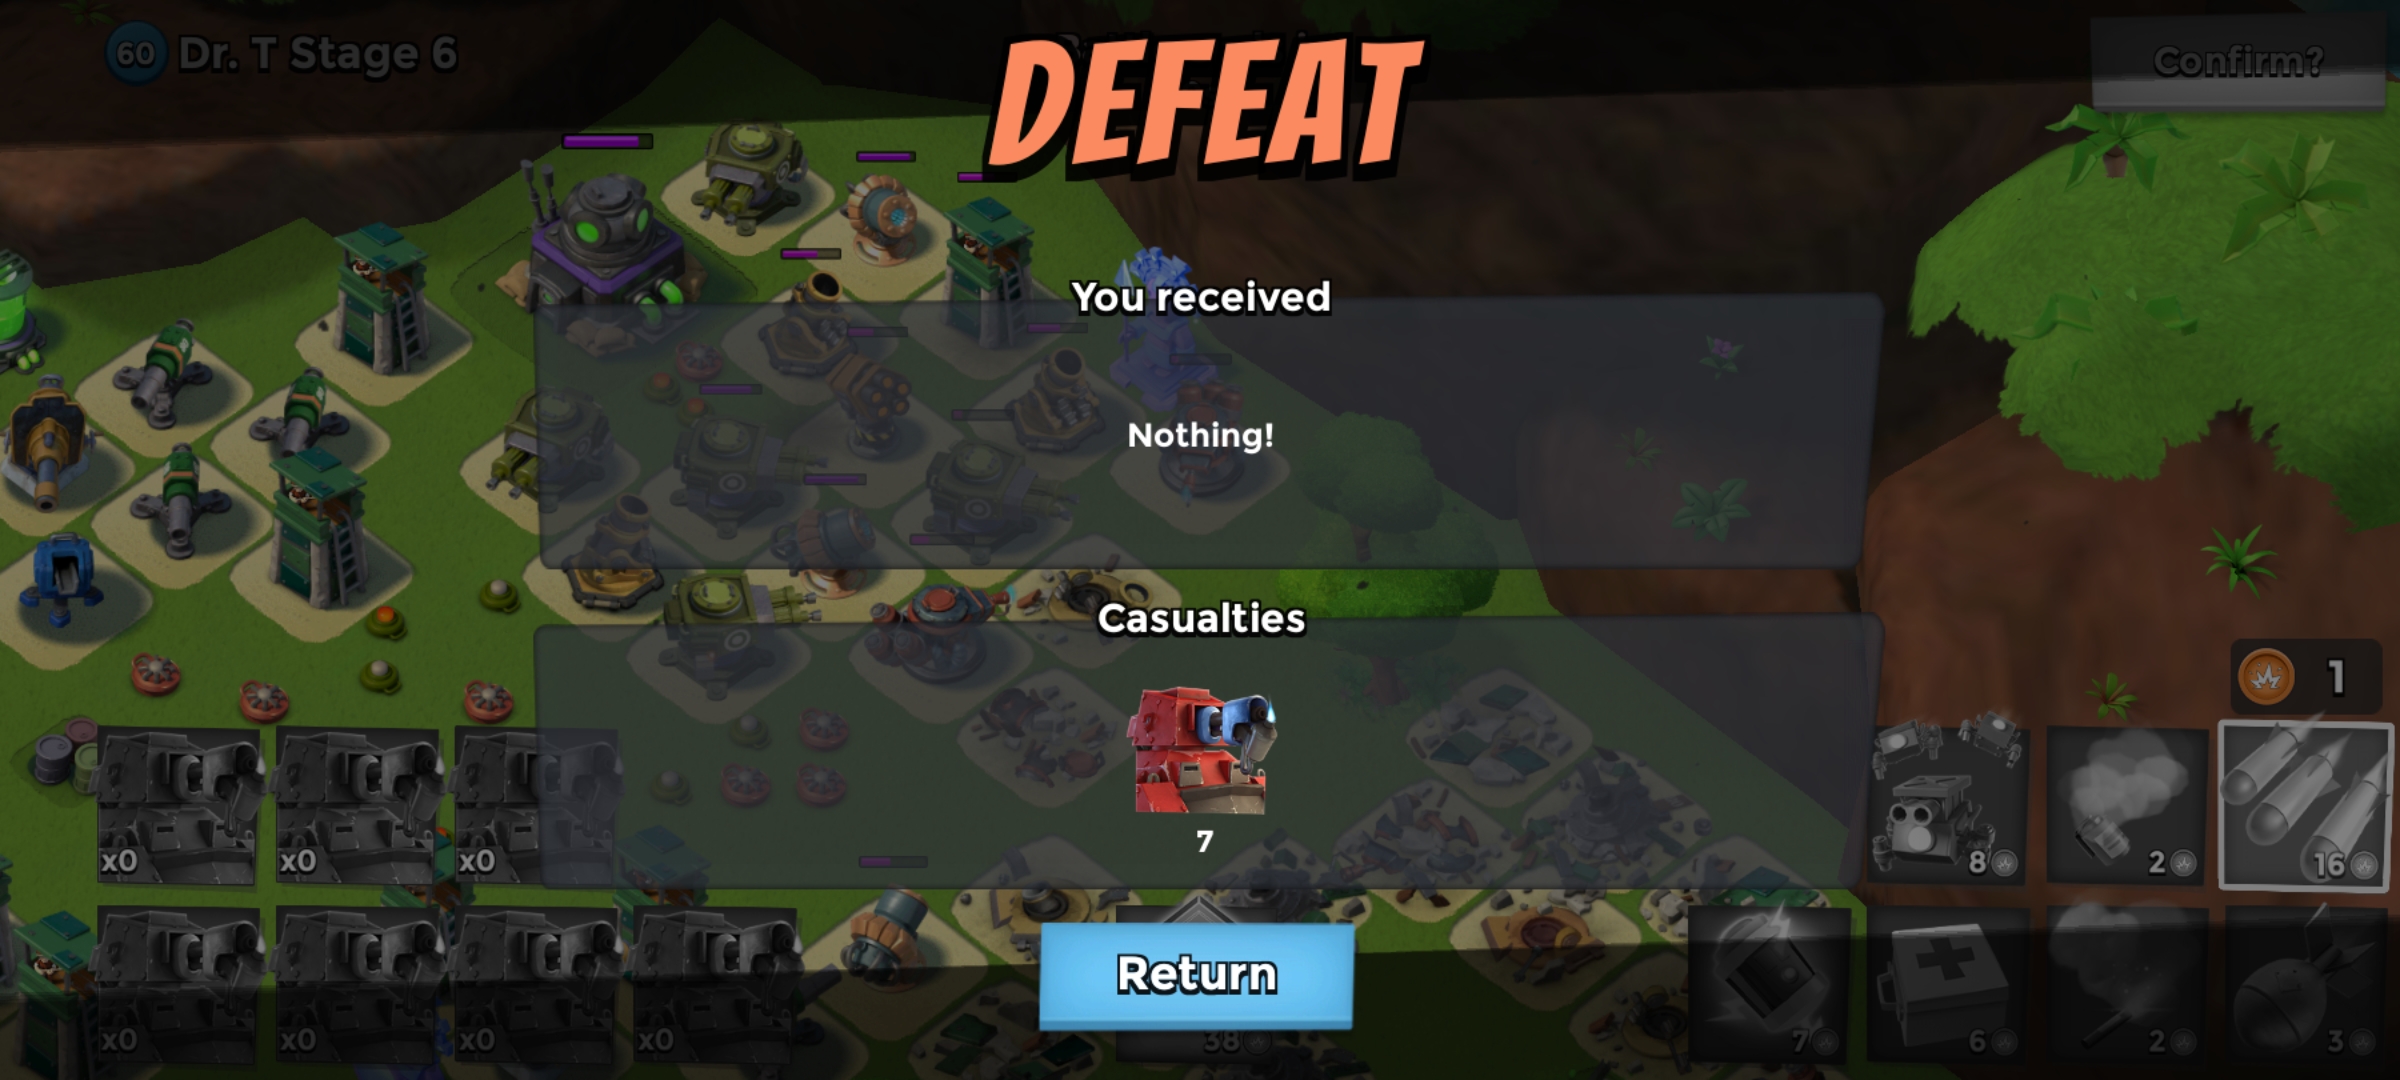 60 Dr. T Stage 6
DEFEAT
Confirm?
You received
Nothing!
Casualties
7
1
x0
x0
x0
8
2
16
x0
x0
x0
x0
38
7
6
2
3
Return